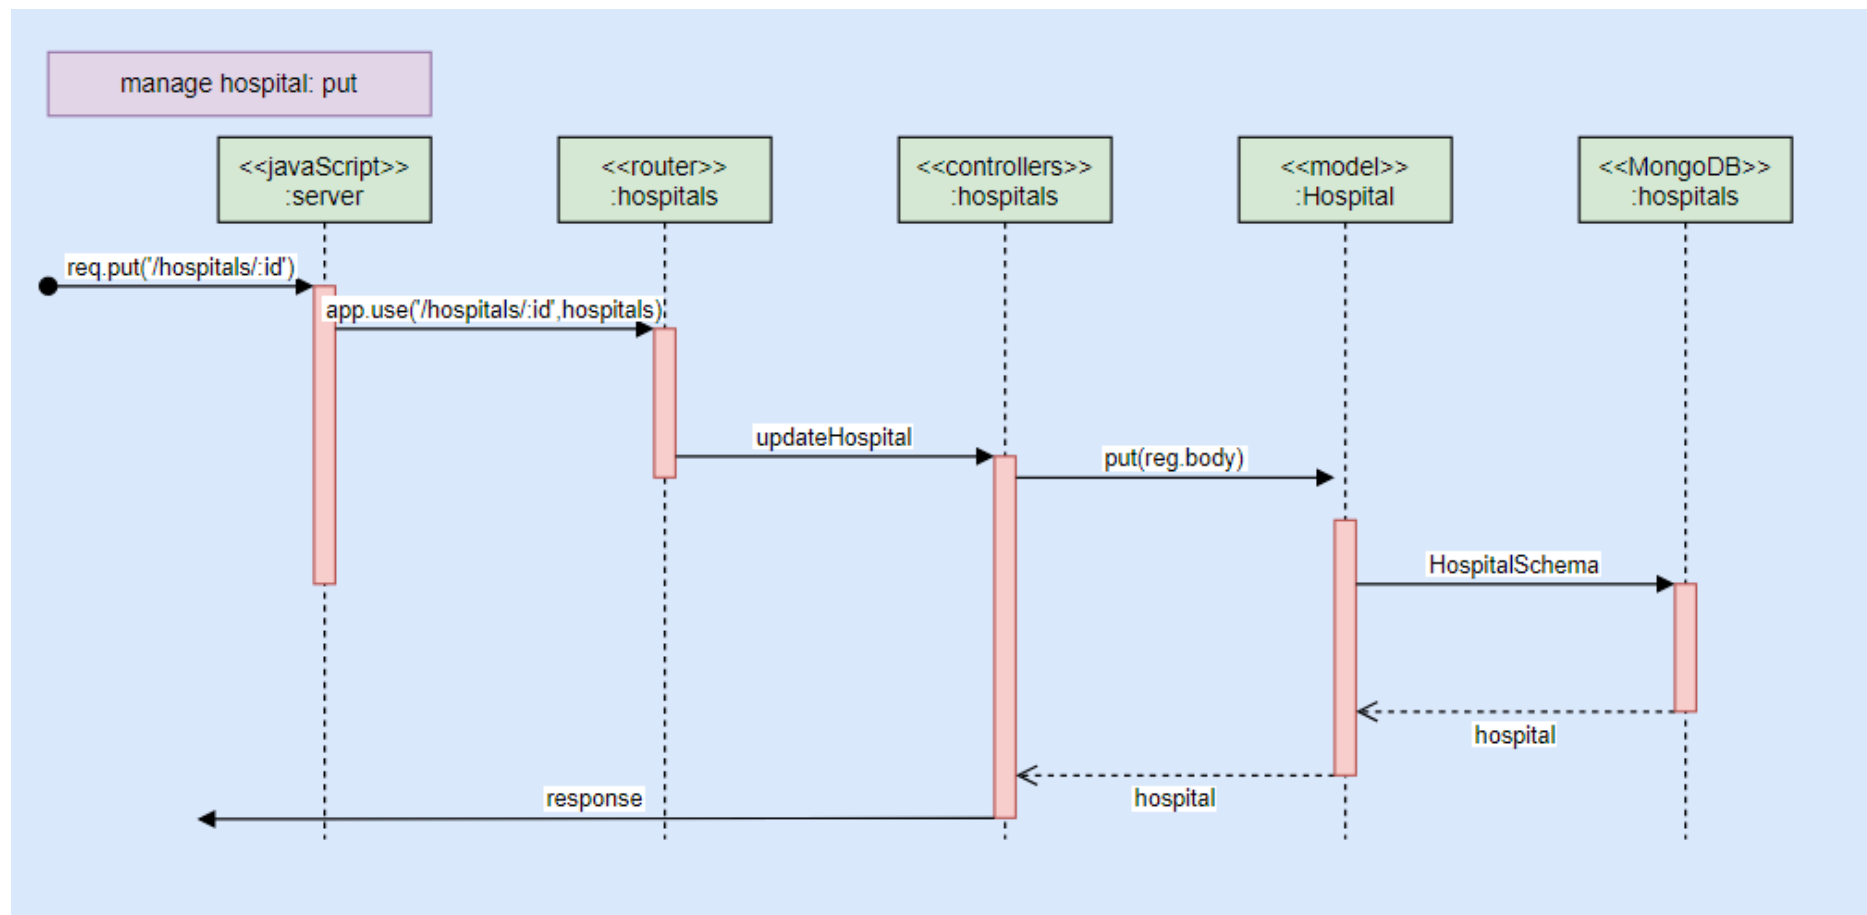 manage hospital: put
<<javaScript>>
:server
<<router>>
:hospitals
<<controllers>>
:hospitals
<<model>>
:Hospital
<<MongoDB>>
:hospitals
req.put('/hospitals/:id')
app.use('/hospitals/:id',hospitals)
updateHospital
put(reg.body)
HospitalSchema
hospital
hospital
response